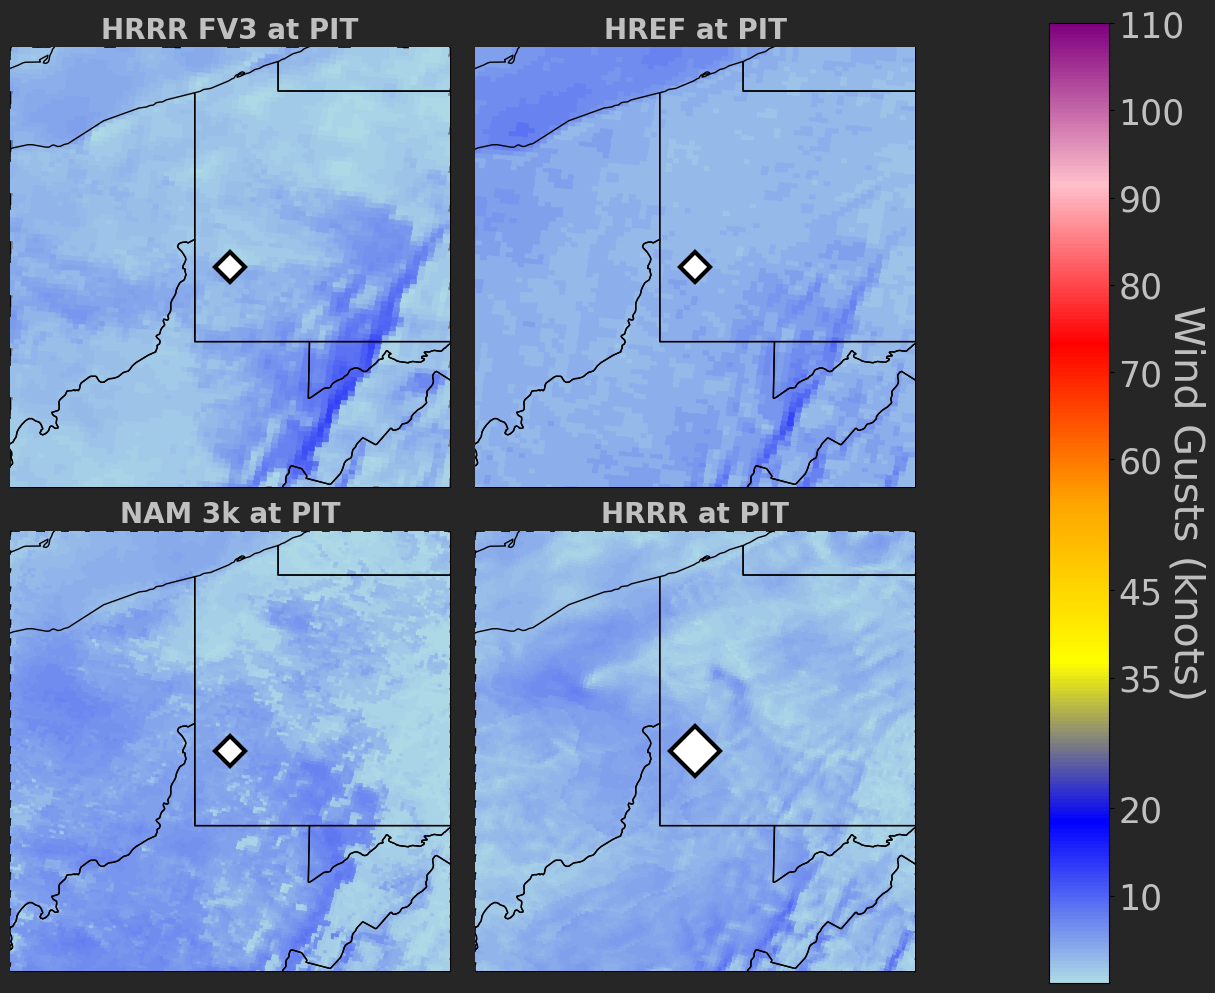 HRRR FV3 at PIT
HREF at PIT
NAM 3k at PIT
HRRR at PIT
110
100
90
80
70
60
45
35
20
10
Wind Gusts (knots)